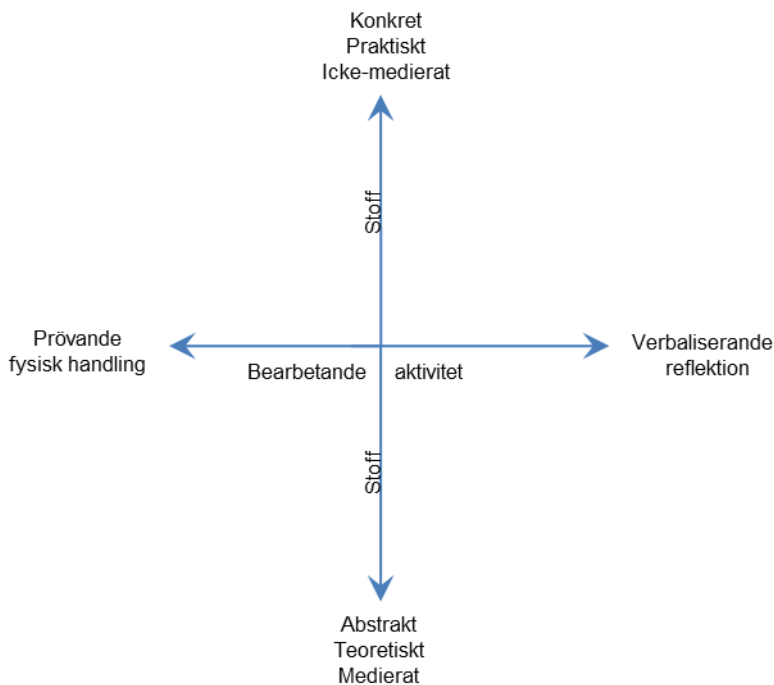 Konkret
Praktiskt
Icke-medierat
Stoff
Prövande
fysisk handling
Verbaliserande
reflektion
Bearbetande aktivitet
Stoff
Abstrakt
Teoretiskt
Medierat